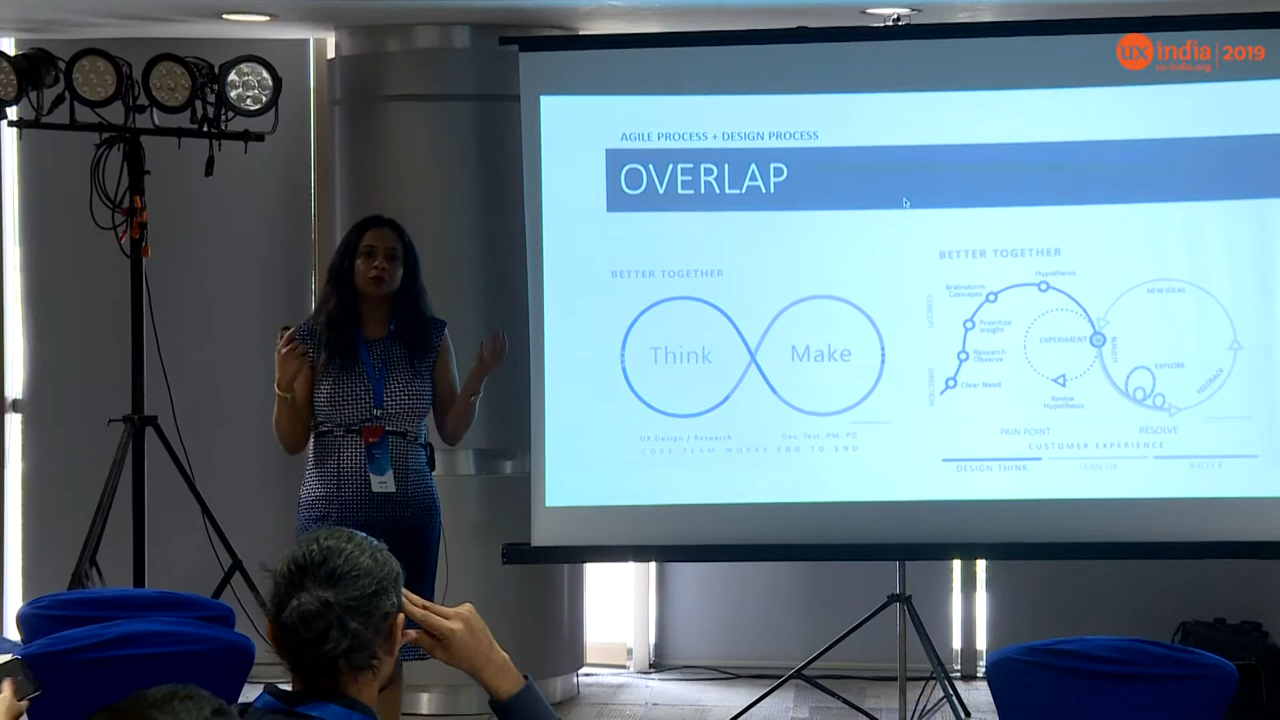 ux india | 2019
ux-india.org
AGILE PROCESS + DESIGN PROCESS
OVERLAP
BETTER TOGETHER
Think
Make
UX Design / Research
Dev, Test, PM, PO
CORE TEAM WORKS END-TO-END
BETTER TOGETHER
Hypothesis
Brainstorm
Concepts
CONCEPT
Prioritize
Insight
Research
Observe
DIRECTION
Clear Need
EXPERIMENT
Revise
Hypothesis
BUILD IT
NEW IDEAS
EXPLORE
FEEDBACK
PAIN POINT
RESOLVE
CUSTOMER EXPERIENCE
DESIGN THINK
LEAN UX
AGILE